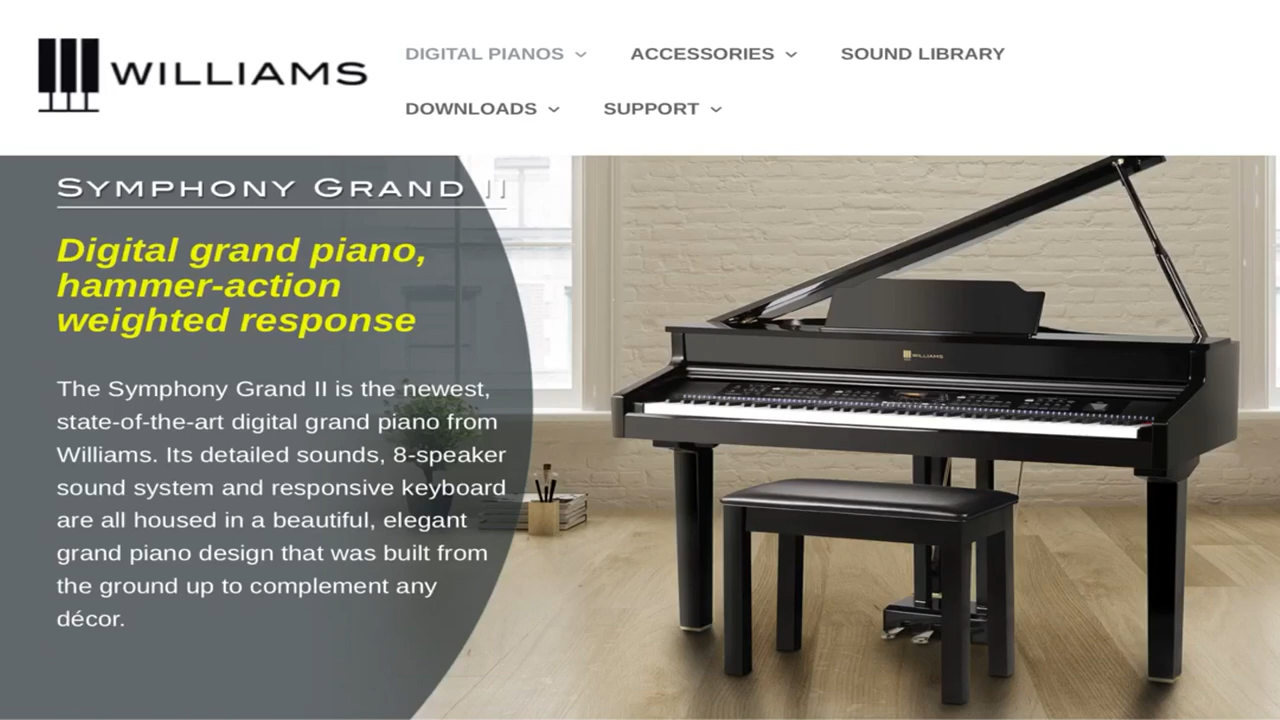 WILLIAMS
DIGITAL PIANOS
ACCESSORIES
SOUND LIBRARY
DOWNLOADS
SUPPORT
SYMPHONY GRAND II
Digital grand piano,
hammer-action
weighted response
The Symphony Grand II is the newest,
state-of-the-art digital grand piano from
Williams. Its detailed sounds, 8-speaker
sound system and responsive keyboard
are all housed in a beautiful, elegant
grand piano design that was built from
the ground up to complement any
décor.
WILLIAMS